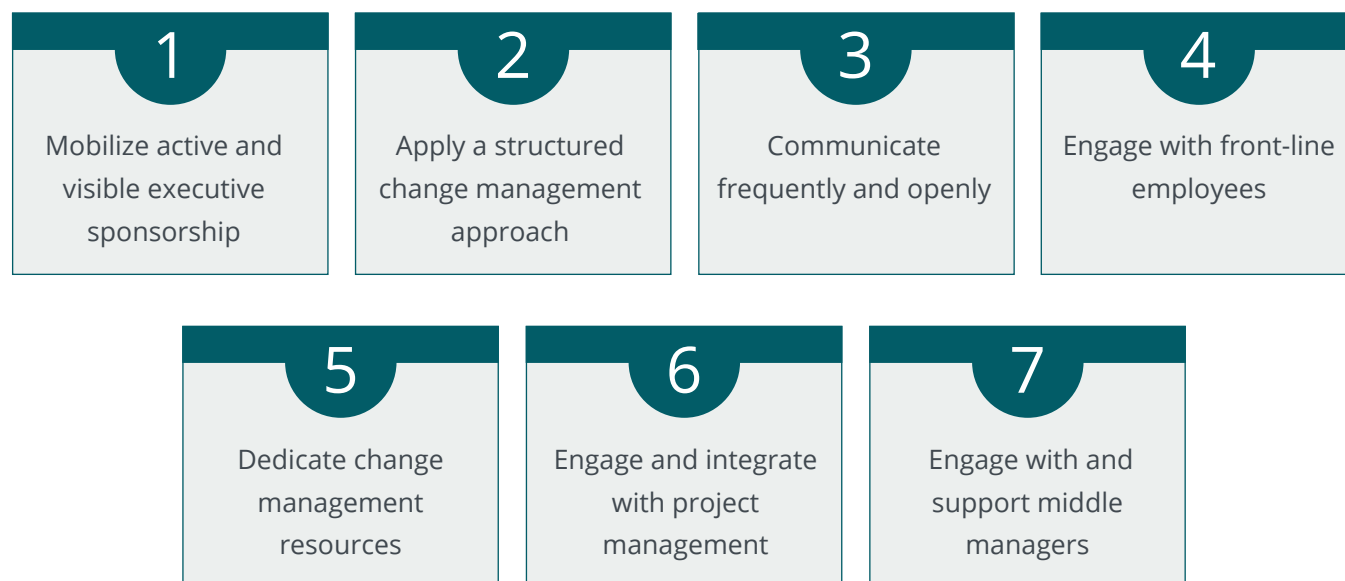 1
Mobilize active and
visible executive
sponsorship
2
Apply a structured
change management
approach
3
Communicate
frequently and openly
4
Engage with front-line
employees
5
Dedicate change
management
resources
6
Engage and integrate
with project
management
7
Engage with and
support middle
managers